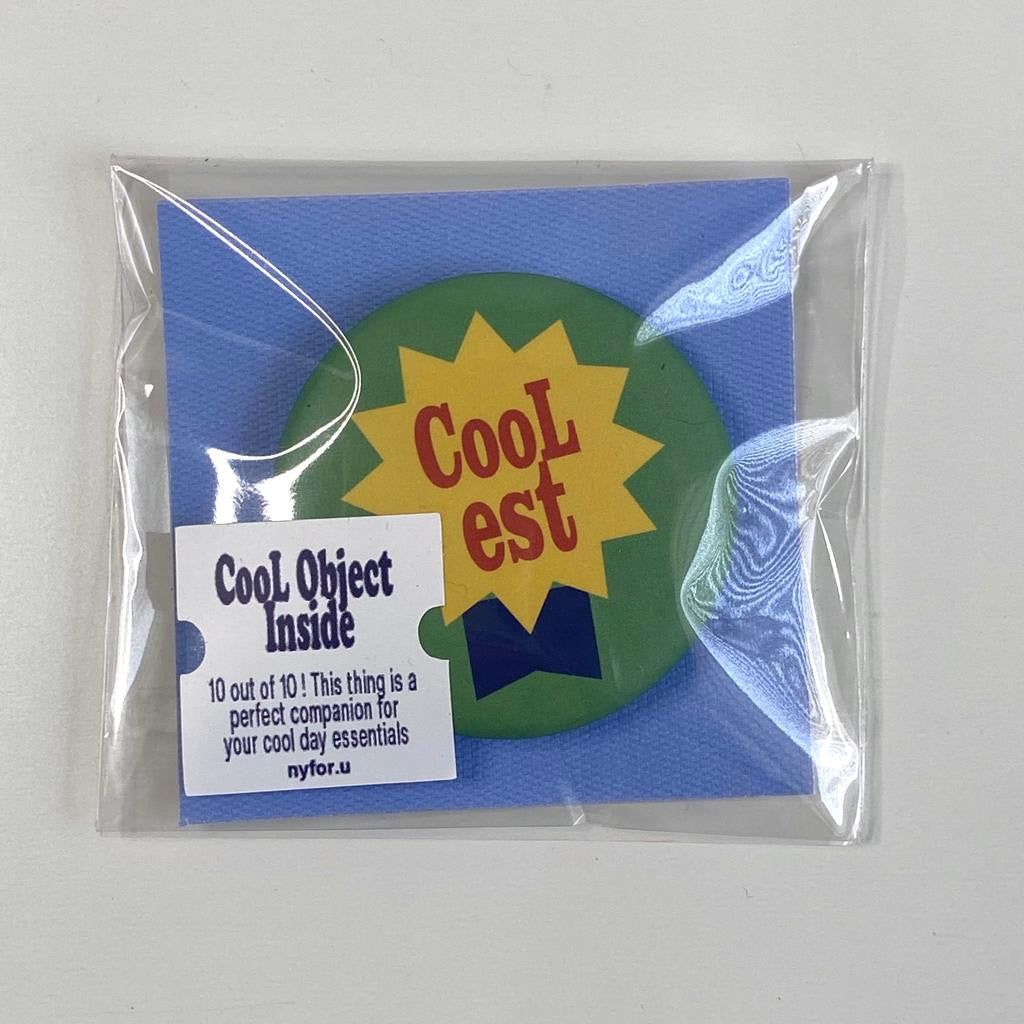 CooL
est
CooL Object
Inside
10 out of 10 ! This thing is a
perfect companion for
your cool day essentials
nyfor.u